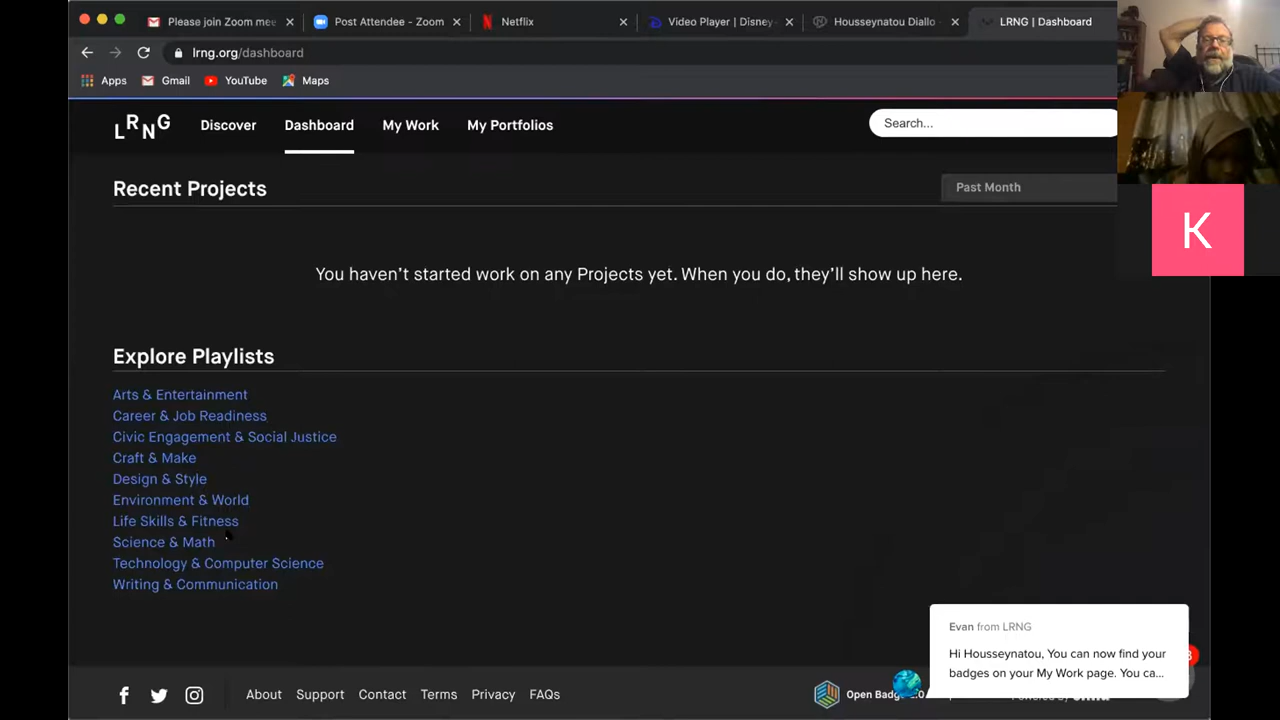 Please join Zoom mee
Post Attendee - Zoom
Netflix
Video Player | Disney
Housseynatou Diallo
LRNG | Dashboard
lrng.org/dashboard
Apps
Gmail
YouTube
Maps
LRNG
Discover
Dashboard
My Work
My Portfolios
Search...
Recent Projects
Past Month
K
You haven't started work on any Projects yet. When you do, they'll show up here.
Explore Playlists
Arts & Entertainment
Career & Job Readiness
Civic Engagement & Social Justice
Craft & Make
Design & Style
Environment & World
Life Skills & Fitness
Science & Math
Technology & Computer Science
Writing & Communication
Evan from LRNG
Hi Housseynatou, You can now find your
badges on your My Work page. You ca...
About
Support
Contact
Terms
Privacy
FAQs
Open Badge